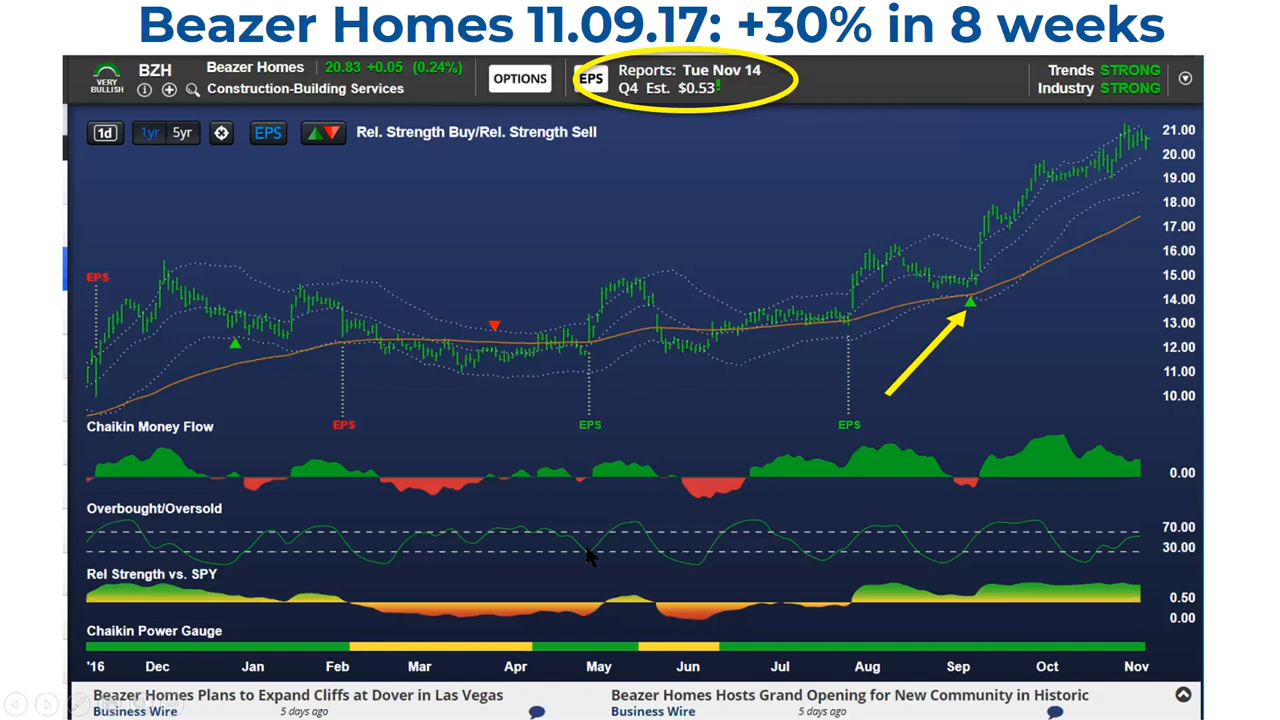 Beazer Homes 11.09.17: +30% in 8 weeks
VERY BULLISH
BZH
Beazer Homes 20.83 +0.05 (0.24%)
Construction-Building Services
OPTIONS
EPS
Reports: Tue Nov 14
Q4 Est. $0.53!
Trends STRONG
Industry STRONG
1d 1yr 5yr EPS Rel. Strength Buy/Rel. Strength Sell
21.00
20.00
19.00
18.00
17.00
16.00
15.00
14.00
13.00
12.00
11.00
10.00
EPS
EPS
EPS
EPS
Chaikin Money Flow
0.00
Overbought/Oversold
70.00
30.00
Rel Strength vs. SPY
0.50
0.00
Chaikin Power Gauge
'16 Dec Jan Feb Mar Apr May Jun Jul Aug Sep Oct Nov
Beazer Homes Plans to Expand Cliffs at Dover in Las Vegas
Business Wire 5 days ago
Beazer Homes Hosts Grand Opening for New Community in Historic
Business Wire 5 days ago